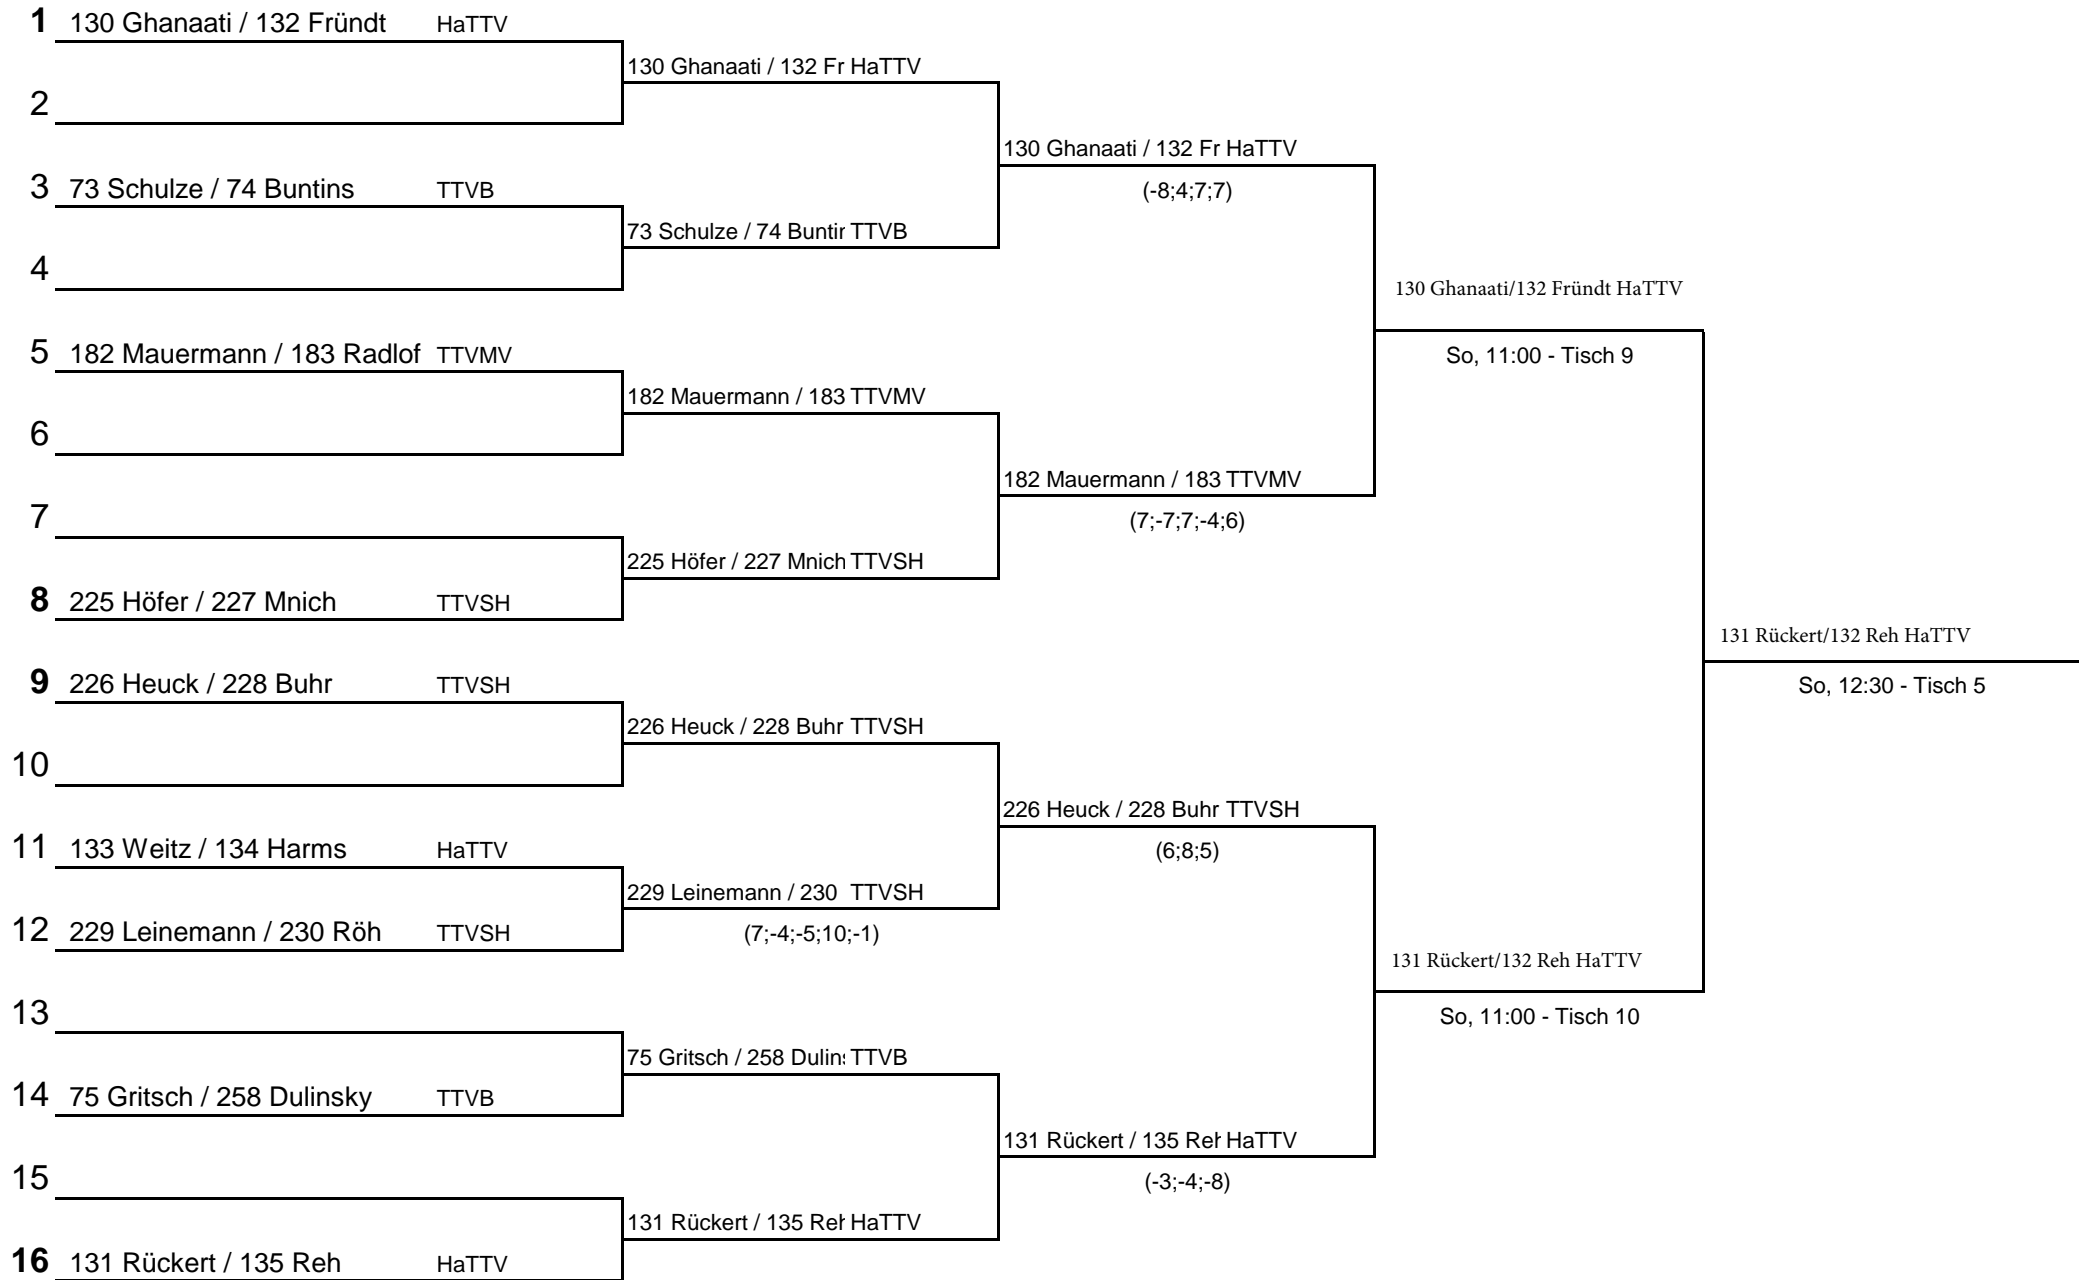 1 130 Ghanaati / 132 Fründt HaTTV
130 Ghanaati / 132 Fr HaTTV
2
130 Ghanaati / 132 Fr HaTTV
3 73 Schulze / 74 Buntins TTVB
(-8;4;7;7)
73 Schulze / 74 Buntin TTVB
4
130 Ghanaati/132 Fründt HaTTV
5 182 Mauermann / 183 Radlof TTVMV
So, 11:00 - Tisch 9
182 Mauermann / 183 TTVMV
6
182 Mauermann / 183 TTVMV
7
(7;-7;7;-4;6)
225 Höfer / 227 Mnich TTVSH
8 225 Höfer / 227 Mnich TTVSH
131 Rückert/132 Reh HaTTV
9 226 Heuck / 228 Buhr TTVSH
So, 12:30 - Tisch 5
226 Heuck / 228 Buhr TTVSH
10
226 Heuck / 228 Buhr TTVSH
11 133 Weitz / 134 Harms HaTTV
(6;8;5)
229 Leinemann / 230 TTVSH
12 229 Leinemann / 230 Röh TTVSH
(7;-4;-5;10;-1)
131 Rückert/132 Reh HaTTV
13
So, 11:00 - Tisch 10
75 Gritsch / 258 Dulins TTVB
14 75 Gritsch / 258 Dulinsky TTVB
131 Rückert / 135 Reh HaTTV
15
(-3;-4;-8)
131 Rückert / 135 Reh HaTTV
16 131 Rückert / 135 Reh HaTTV